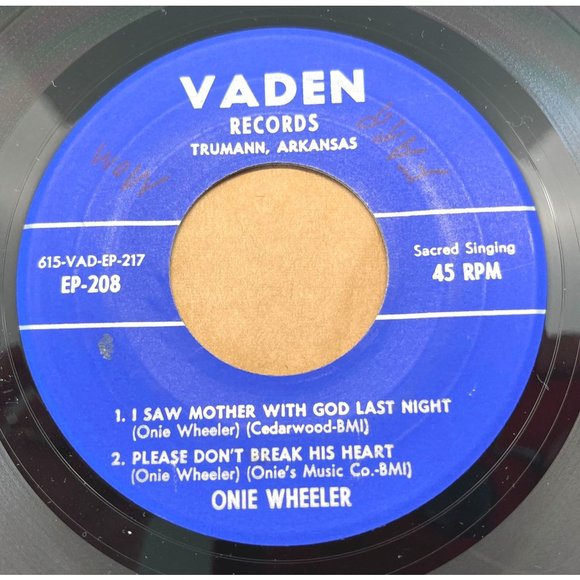 VADEN
RECORDS
TRUMANN, ARKANSAS
Mom
615-VAD-EP-217
EP-208
Sacred Singing
45 RPM
1. I SAW MOTHER WITH GOD LAST NIGHT
(Onie Wheeler) (Cedarwood-BMI)
2. PLEASE DON'T BREAK HIS HEART
(Onie Wheeler) (Onie's Music Co.-BMI)
ONIE WHEELER